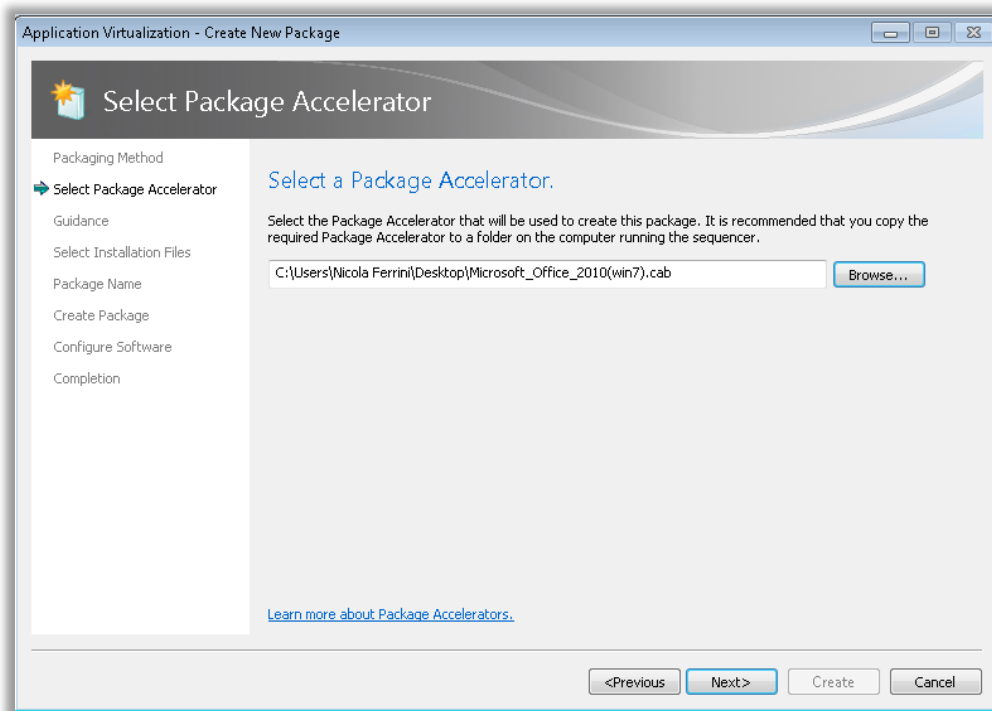 Application Virtualization - Create New Package
Select Package Accelerator
Packaging Method
Select Package Accelerator
Guidance
Select Installation Files
Package Name
Create Package
Configure Software
Completion
Select a Package Accelerator.
Select the Package Accelerator that will be used to create this package. It is recommended that you copy the
required Package Accelerator to a folder on the computer running the sequencer.
C:\Users\Nicola Ferrini\Desktop\Microsoft_Office_2010(win7).cab
Browse...
Learn more about Package Accelerators.
<Previous
Next>
Create
Cancel